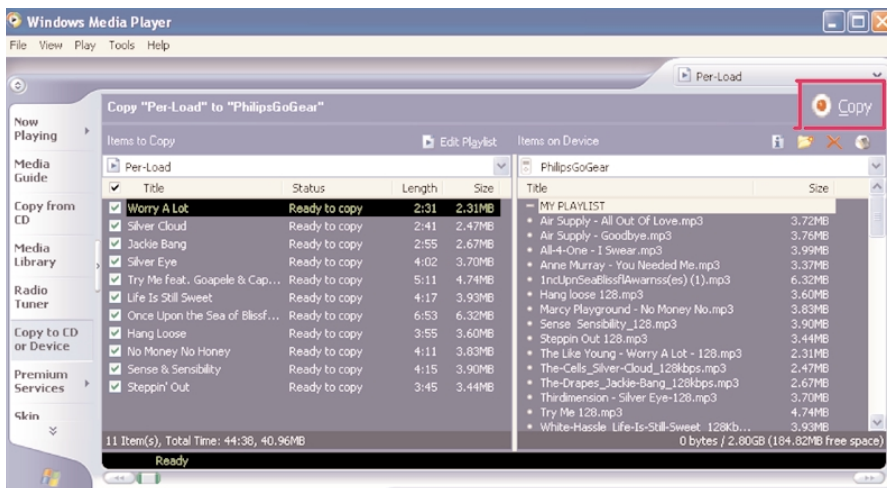 Windows Media Player
File View Play Tools Help
Per-Load
Copy "Per-Load" to "PhilipsGoGear"
Copy
Now Playing
Media Guide
Copy from CD
Media Library
Radio Tuner
Copy to CD or Device
Premium Services
Skin
Items to Copy Edit Playlist
Per-Load
Title Status Length Size
Worry A Lot Ready to copy 2:31 2.31MB
Silver Cloud Ready to copy 2:41 2.47MB
Jackie Bang Ready to copy 2:55 2.67MB
Silver Eye Ready to copy 4:02 3.70MB
Try Me feat. Goapele & Cap... Ready to copy 5:11 4.74MB
Life Is Still Sweet Ready to copy 4:17 3.93MB
Once Upon the Sea of Blissf... Ready to copy 6:53 6.32MB
Hang Loose Ready to copy 3:55 3.60MB
No Money No Honey Ready to copy 4:11 3.83MB
Sense & Sensibility Ready to copy 4:15 3.90MB
Steppin' Out Ready to copy 3:45 3.44MB
11 Item(s), Total Time: 44:38, 40.96MB
Items on Device
PhilipsGoGear
Title Size
MY PLAYLIST
Air Supply - All Out Of Love.mp3 3.72MB
Air Supply - Goodbye.mp3 3.76MB
All-4-One - I Swear.mp3 3.99MB
Anne Murray - You Needed Me.mp3 3.37MB
1ncUpnSeaBlissflAwarnss(es) (1).mp3 6.32MB
Hang loose 128.mp3 3.60MB
Marcy Playground - No Money No.mp3 3.83MB
Sense Sensibility_128.mp3 3.90MB
Steppin Out 128.mp3 3.44MB
The Like Young - Worry A Lot - 128.mp3 2.31MB
The-Cells_Silver-Cloud_128kbps.mp3 2.47MB
The-Drapes_Jackie-Bang_128kbps.mp3 2.67MB
Thirdimension - Silver Eye-128.mp3 3.70MB
Try Me 128.mp3 4.74MB
White-Hassle_Life-Is-Still-Sweet_128Kb... 3.93MB
0 bytes / 2.80GB (184.82MB free space)
Ready